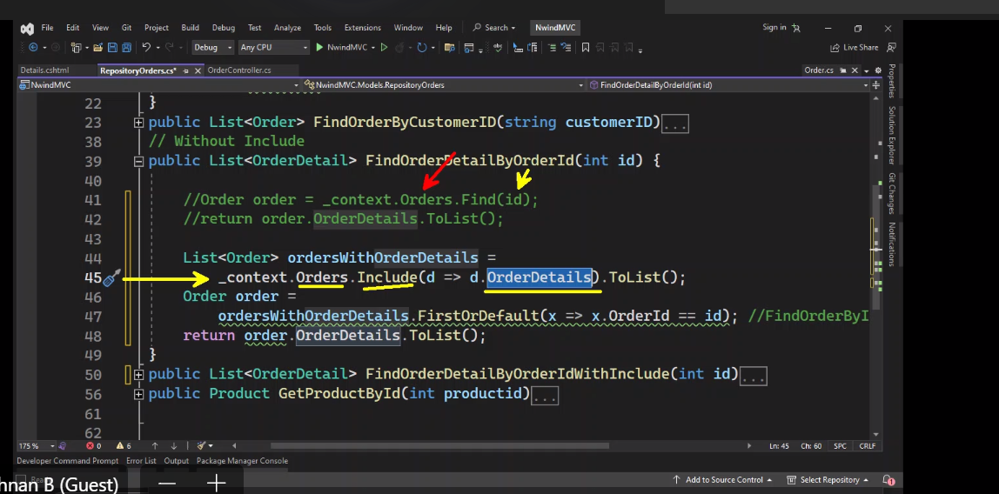 File Edit View Git Project Build Debug Test Analyze Tools Extensions Window Help Search NwindMVC Sign in
Debug Any CPU NwindMVC Live Share
Details.cshtml RepositoryOrders.cs* OrderController.cs Order.cs
NwindMVC NwindMVC.Models.RepositoryOrders FindOrderDetailByOrderId(int id)
22 }
23 public List<Order> FindOrderByCustomerID(string customerID)...
38 // Without Include
39 public List<OrderDetail> FindOrderDetailByOrderId(int id) {
40
41 //Order order = _context.Orders.Find(id);
42 //return order.OrderDetails.ToList();
43
44 List<Order> ordersWithOrderDetails =
45 _context.Orders.Include(d => d.OrderDetails).ToList();
46 Order order =
47 ordersWithOrderDetails.FirstOrDefault(x => x.OrderId == id); //FindOrderByI
48 return order.OrderDetails.ToList();
49 }
50 public List<OrderDetail> FindOrderDetailByOrderIdWithInclude(int id)...
56 public Product GetProductById(int productid)...
61
62
Properties
Solution Explorer
Git Changes
Notifications
175 % 0 6 Ln: 45 Ch: 60 SPC CRLF
Developer Command Prompt Error List Output Package Manager Console
Add to Source Control Select Repository 1
hnan B (Guest)